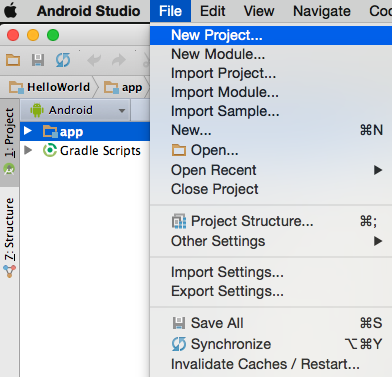 Android Studio File Edit View Navigate
New Project...
New Module...
Import Project...
Import Module...
Import Sample...
New... ⌘N
Open...
Open Recent
Close Project
Project Structure... ⌘;
Other Settings
Import Settings...
Export Settings...
Save All ⌘S
Synchronize ⌥⌘Y
Invalidate Caches / Restart...
HelloWorld app
Android
app
Gradle Scripts
1: Project
Z: Structure